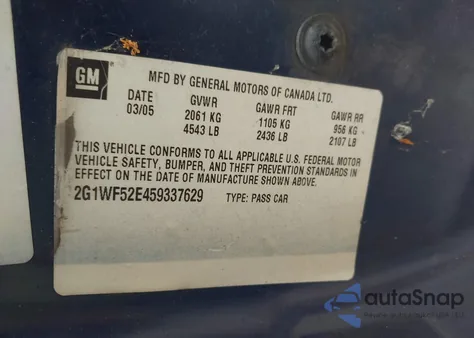 GM
MFD BY GENERAL MOTORS OF CANADA LTD.
DATE GVWR GAWR FRT GAWR RR
03/05 2061 KG 1105 KG 956 KG
4543 LB 2436 LB 2107 LB
THIS VEHICLE CONFORMS TO ALL APPLICABLE U.S. FEDERAL MOTOR
VEHICLE SAFETY, BUMPER, AND THEFT PREVENTION STANDARDS IN
EFFECT ON THE DATE OF MANUFACTURE SHOWN ABOVE.
2G1WF52E459337629 TYPE: PASS CAR
autoSnap